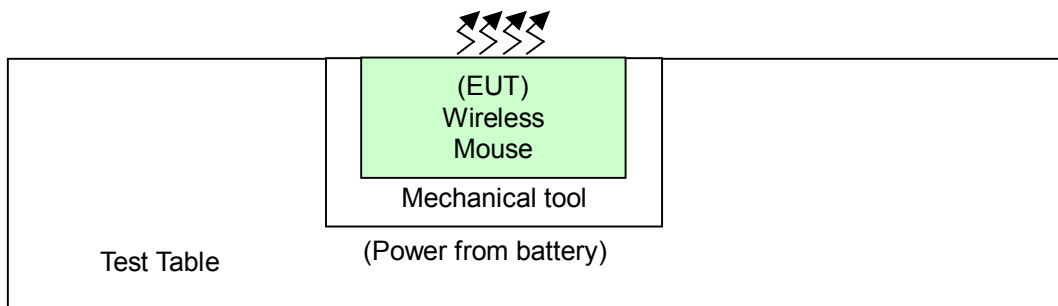 (EUT)
Wireless
Mouse
Mechanical tool
(Power from battery)
Test Table